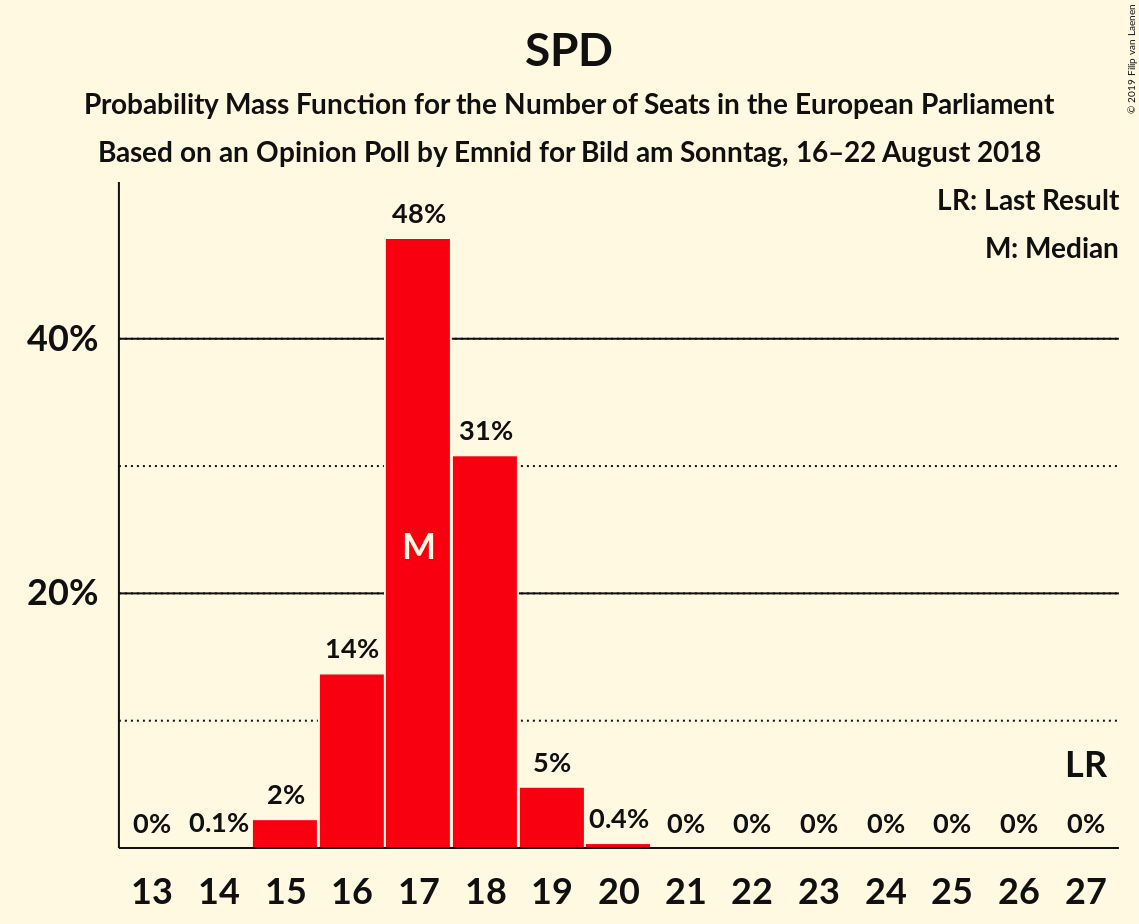 SPD
Probability Mass Function for the Number of Seats in the European Parliament
Based on an Opinion Poll by Emnid for Bild am Sonntag, 16–22 August 2018
© 2019 Filip van Laenen
LR: Last Result
M: Median
48%
40%
31%
M
20%
14%
LR
5%
2%
0% 0.1% 0.4% 0% 0% 0% 0% 0% 0% 0%
13 14 15 16 17 18 19 20 21 22 23 24 25 26 27